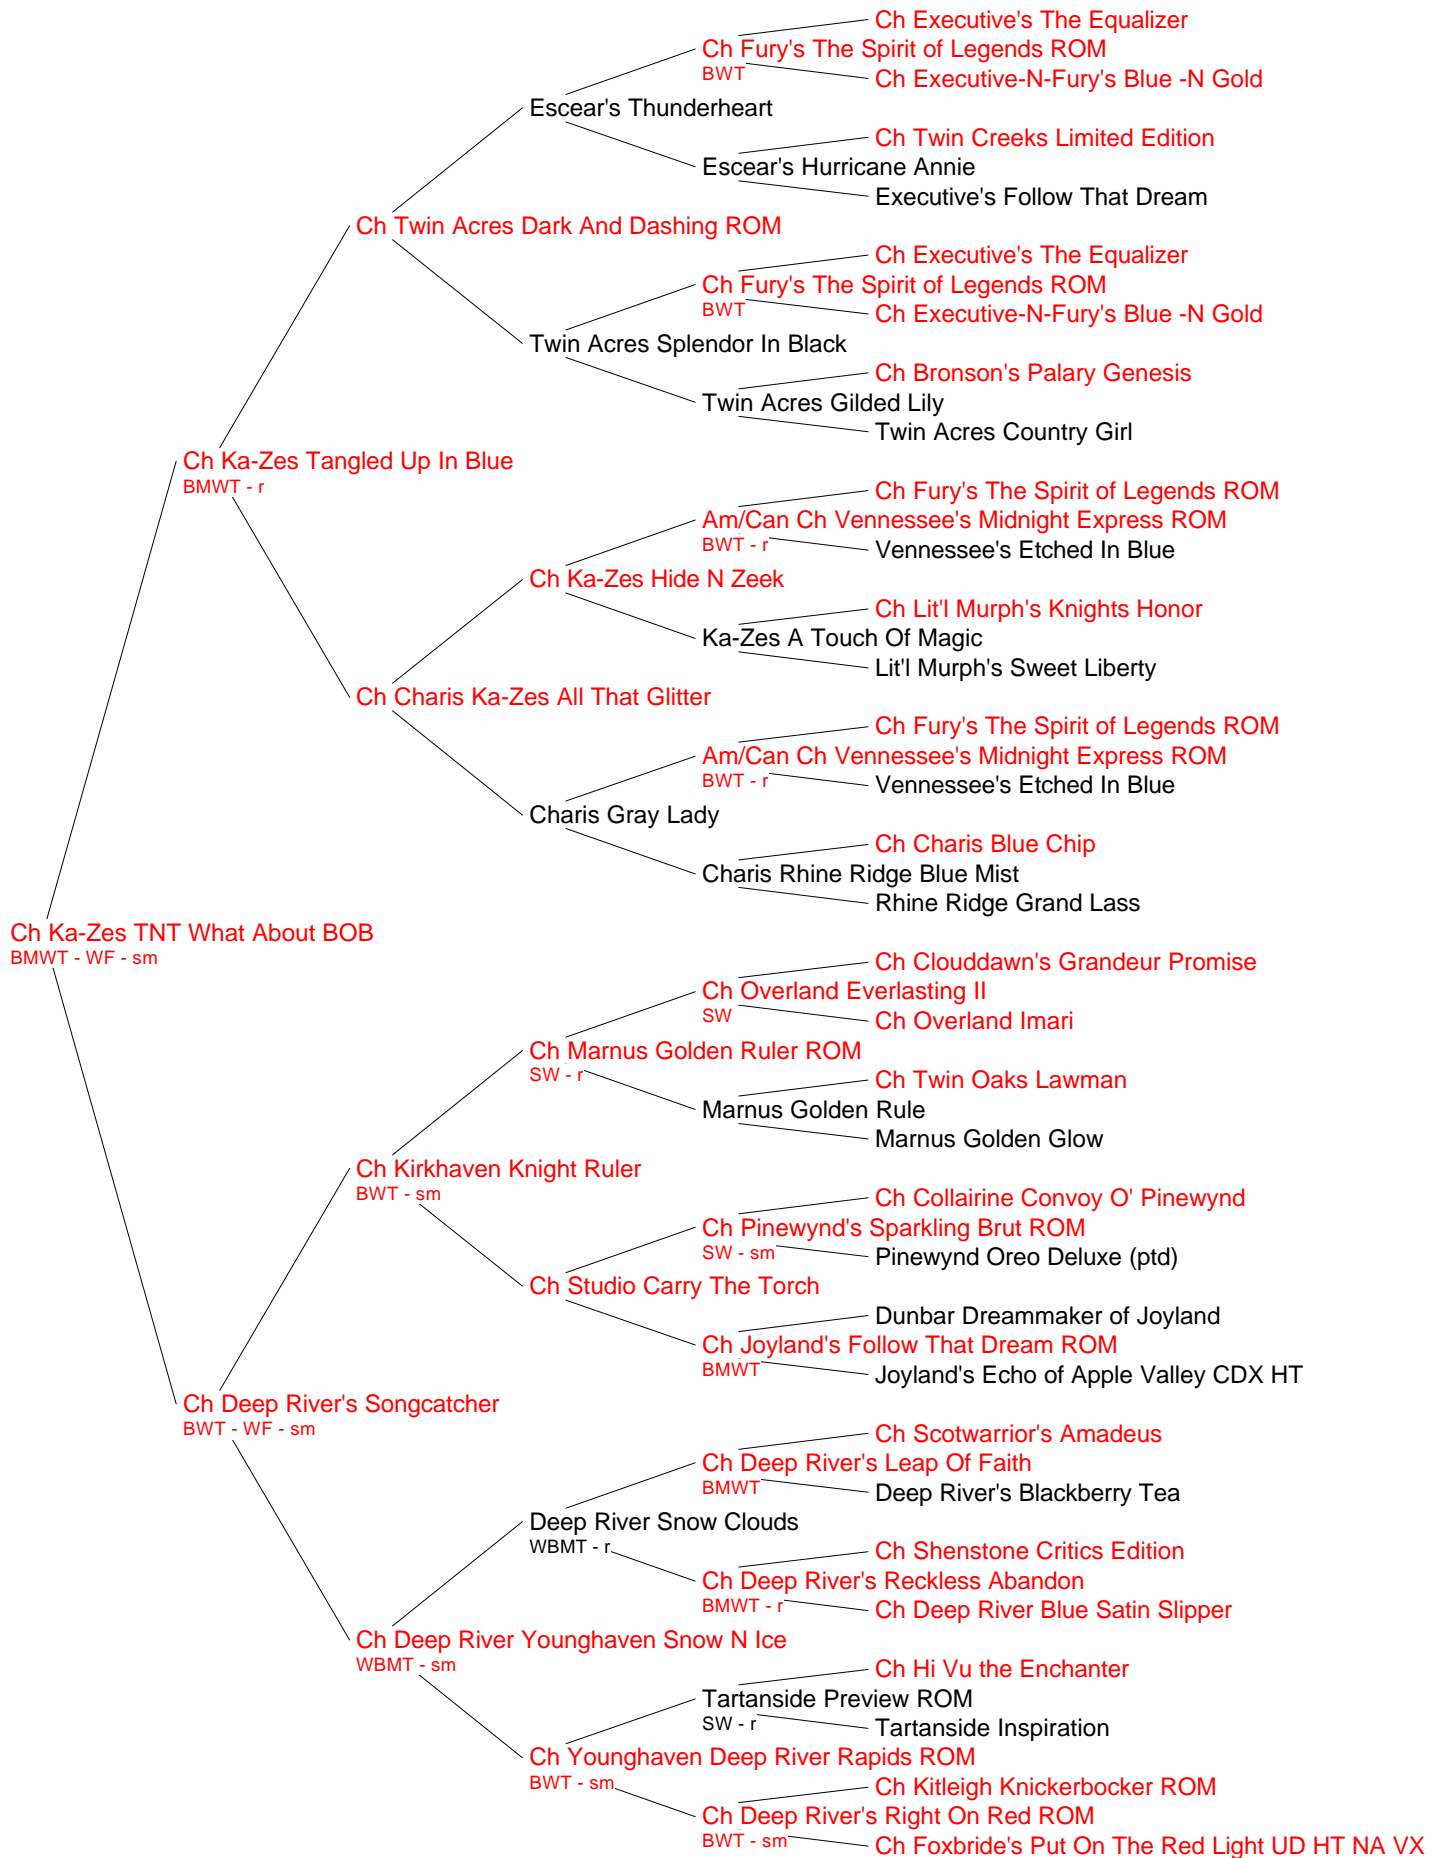 Ch Executive's The Equalizer
Ch Fury's The Spirit of Legends ROM
BWT
Ch Executive-N-Fury's Blue -N Gold
Escear's Thunderheart
Ch Twin Creeks Limited Edition
Escear's Hurricane Annie
Executive's Follow That Dream
Ch Twin Acres Dark And Dashing ROM
Ch Executive's The Equalizer
Ch Fury's The Spirit of Legends ROM
BWT
Ch Executive-N-Fury's Blue -N Gold
Twin Acres Splendor In Black
Ch Bronson's Palary Genesis
Twin Acres Gilded Lily
Twin Acres Country Girl
Ch Ka-Zes Tangled Up In Blue
BMWT - r
Ch Fury's The Spirit of Legends ROM
Am/Can Ch Vennessee's Midnight Express ROM
BWT - r
Vennessee's Etched In Blue
Ch Ka-Zes Hide N Zeek
Ch Lit'l Murph's Knights Honor
Ka-Zes A Touch Of Magic
Lit'l Murph's Sweet Liberty
Ch Charis Ka-Zes All That Glitter
Ch Fury's The Spirit of Legends ROM
Am/Can Ch Vennessee's Midnight Express ROM
BWT - r
Vennessee's Etched In Blue
Charis Gray Lady
Ch Charis Blue Chip
Charis Rhine Ridge Blue Mist
Rhine Ridge Grand Lass
Ch Ka-Zes TNT What About BOB
BMWT - WF - sm
Ch Clouddawn's Grandeur Promise
Ch Overland Everlasting II
SW
Ch Overland Imari
Ch Marnus Golden Ruler ROM
SW - r
Ch Twin Oaks Lawman
Marnus Golden Rule
Marnus Golden Glow
Ch Kirkhaven Knight Ruler
BWT - sm
Ch Collairine Convoy O' Pinewynd
Ch Pinewynd's Sparkling Brut ROM
SW - sm
Pinewynd Oreo Deluxe (ptd)
Ch Studio Carry The Torch
Dunbar Dreammaker of Joyland
Ch Joyland's Follow That Dream ROM
BMWT
Joyland's Echo of Apple Valley CDX HT
Ch Deep River's Songcatcher
BWT - WF - sm
Ch Scotwarrior's Amadeus
Ch Deep River's Leap Of Faith
BMWT
Deep River's Blackberry Tea
Deep River Snow Clouds
WBMT - r
Ch Shenstone Critics Edition
Ch Deep River's Reckless Abandon
BMWT - r
Ch Deep River Blue Satin Slipper
Ch Deep River Younghaven Snow N Ice
WBMT - sm
Ch Hi Vu the Enchanter
Tartanside Preview ROM
SW - r
Tartanside Inspiration
Ch Younghaven Deep River Rapids ROM
BWT - sm
Ch Kitleigh Knickerbocker ROM
Ch Deep River's Right On Red ROM
BWT - sm
Ch Foxbride's Put On The Red Light UD HT NA VX